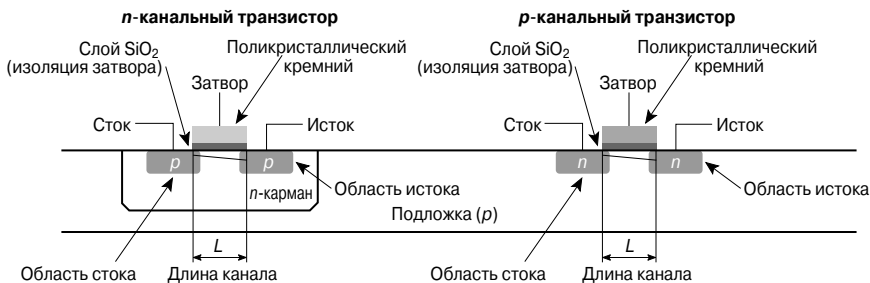 n-канальный транзистор
p-канальный транзистор
Слой SiO2
(изоляция затвора)
Поликристаллический
кремний
Затвор
Сток
Исток
p
p
n-карман
Область истока
L
Область стока
Длина канала
Слой SiO2
(изоляция затвора)
Поликристаллический
кремний
Затвор
Сток
Исток
n
n
Область истока
Подложка (p)
L
Область стока
Длина канала